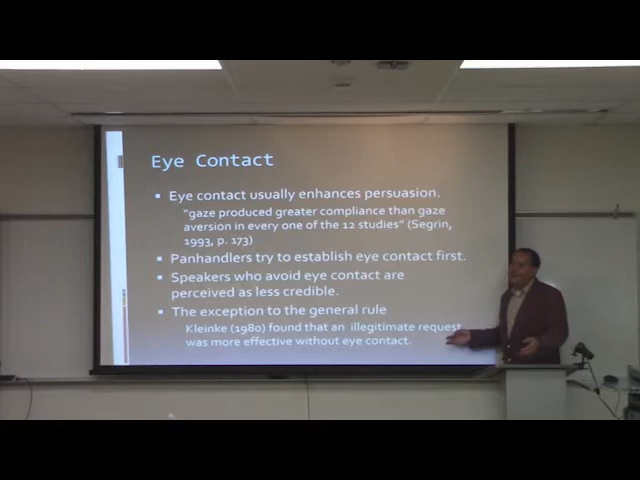 Eye Contact
Eye contact usually enhances persuasion.
"gaze produced greater compliance than gaze
aversion in every one of the 12 studies" (Segrin,
1993, p. 173)
Panhandlers try to establish eye contact first.
Speakers who avoid eye contact are
perceived as less credible.
The exception to the general rule
Kleinke (1980) found that an illegitimate request
was more effective without eye contact.